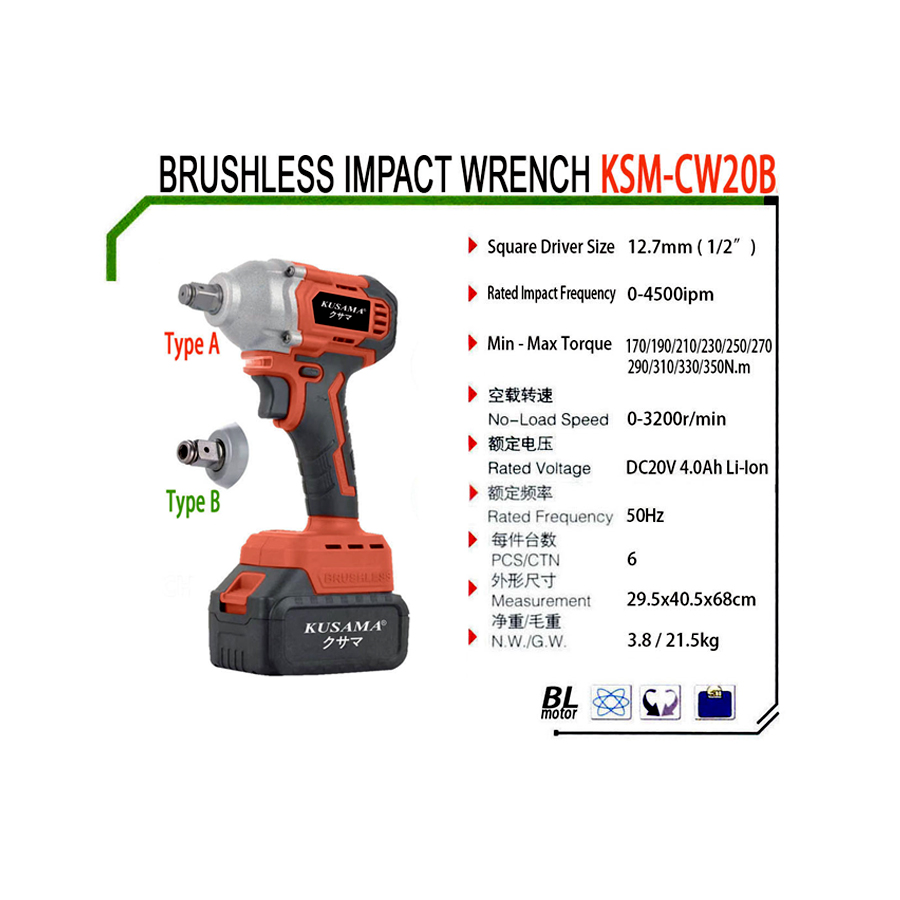 BRUSHLESS IMPACT WRENCH KSM-CW20B
Square Driver Size 12.7mm ( 1/2" )
Rated Impact Frequency 0-4500ipm
Min - Max Torque 170/190/210/230/250/270
290/310/330/350N.m
空载转速
No-Load Speed 0-3200r/min
额定电压
Rated Voltage DC20V 4.0Ah Li-Ion
额定频率
Rated Frequency 50Hz
每件台数
PCS/CTN 6
外形尺寸
Measurement 29.5x40.5x68cm
净重/毛重
N.W./G.W. 3.8 / 21.5kg
KUSAMA®
クサマ
Type A
Type B
BRUSHLESS
KUSAMA®
クサマ
BL
motor